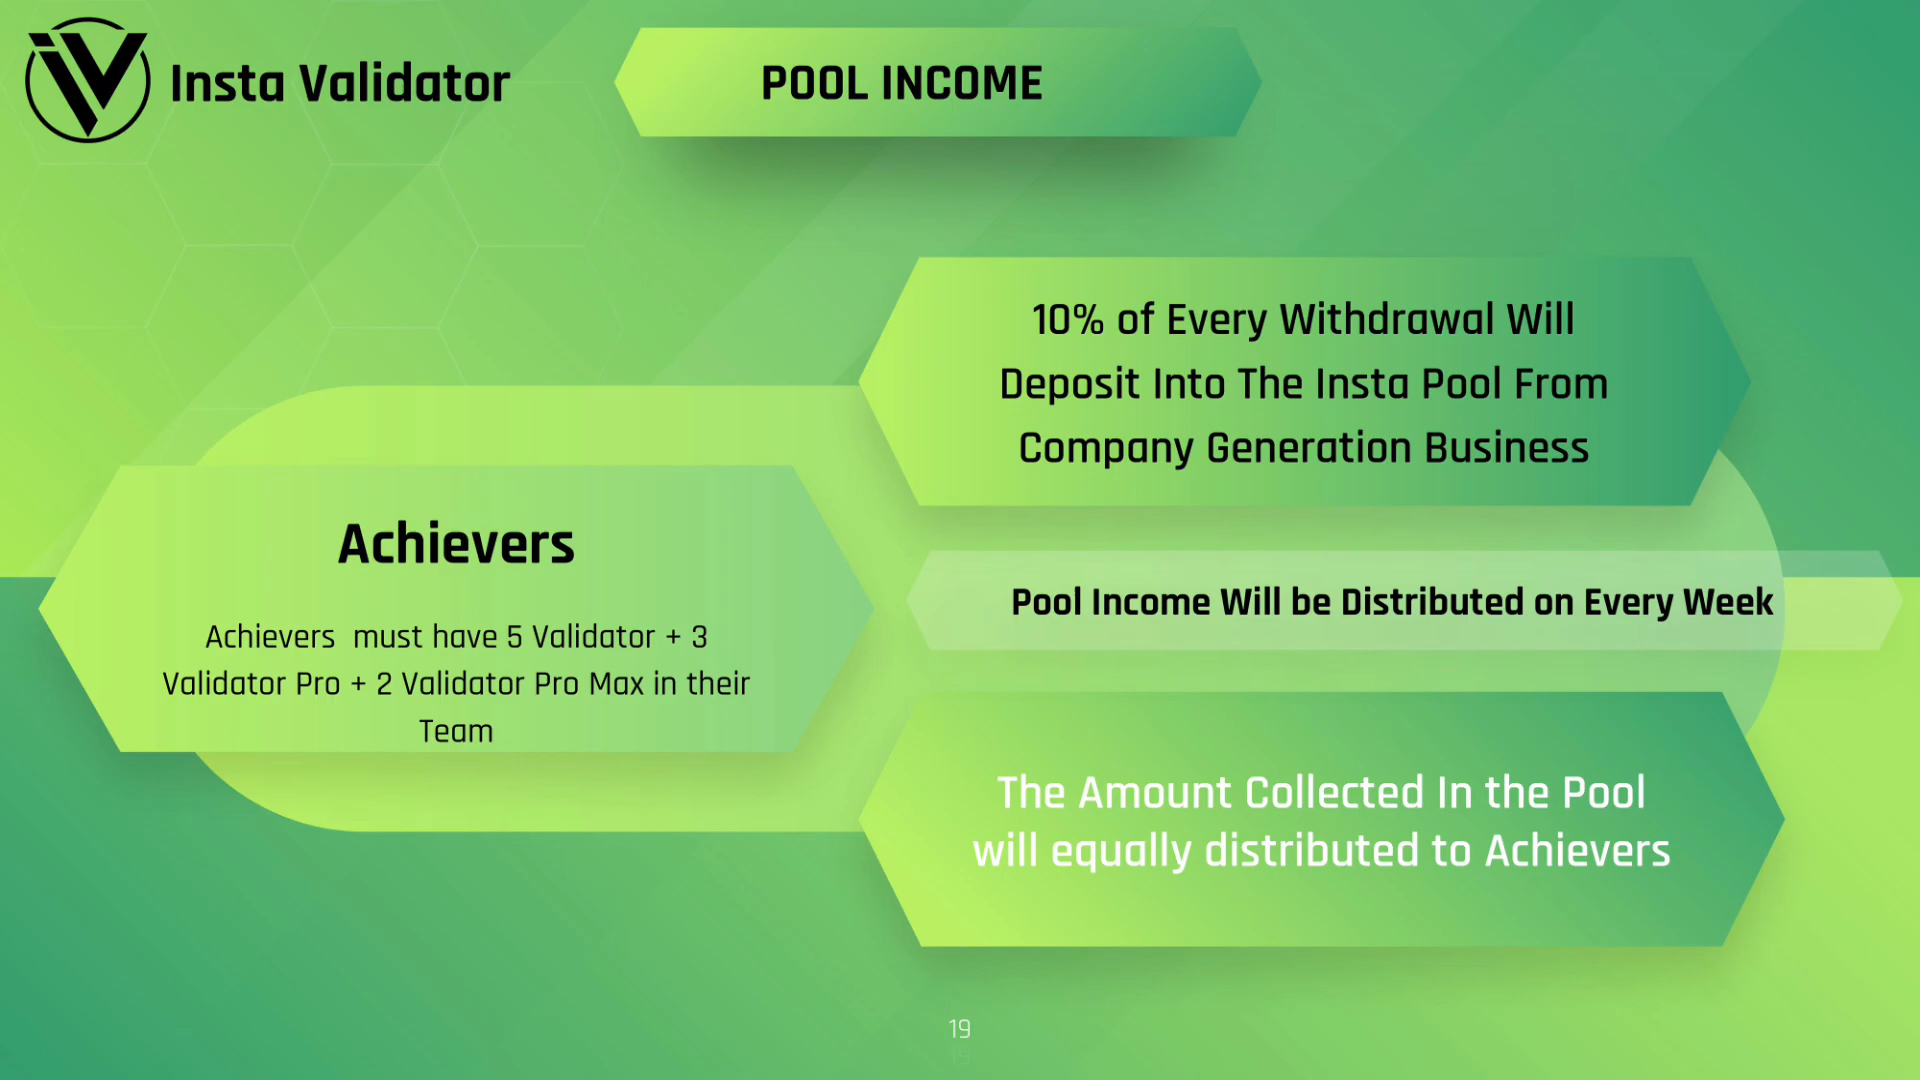 Insta Validator
POOL INCOME
10% of Every Withdrawal Will
Deposit Into The Insta Pool From
Company Generation Business
Achievers
Achievers  must have 5 Validator + 3
Validator Pro + 2 Validator Pro Max in their
Team
Pool Income Will be Distributed on Every Week
The Amount Collected In the Pool
will equally distributed to Achievers
19